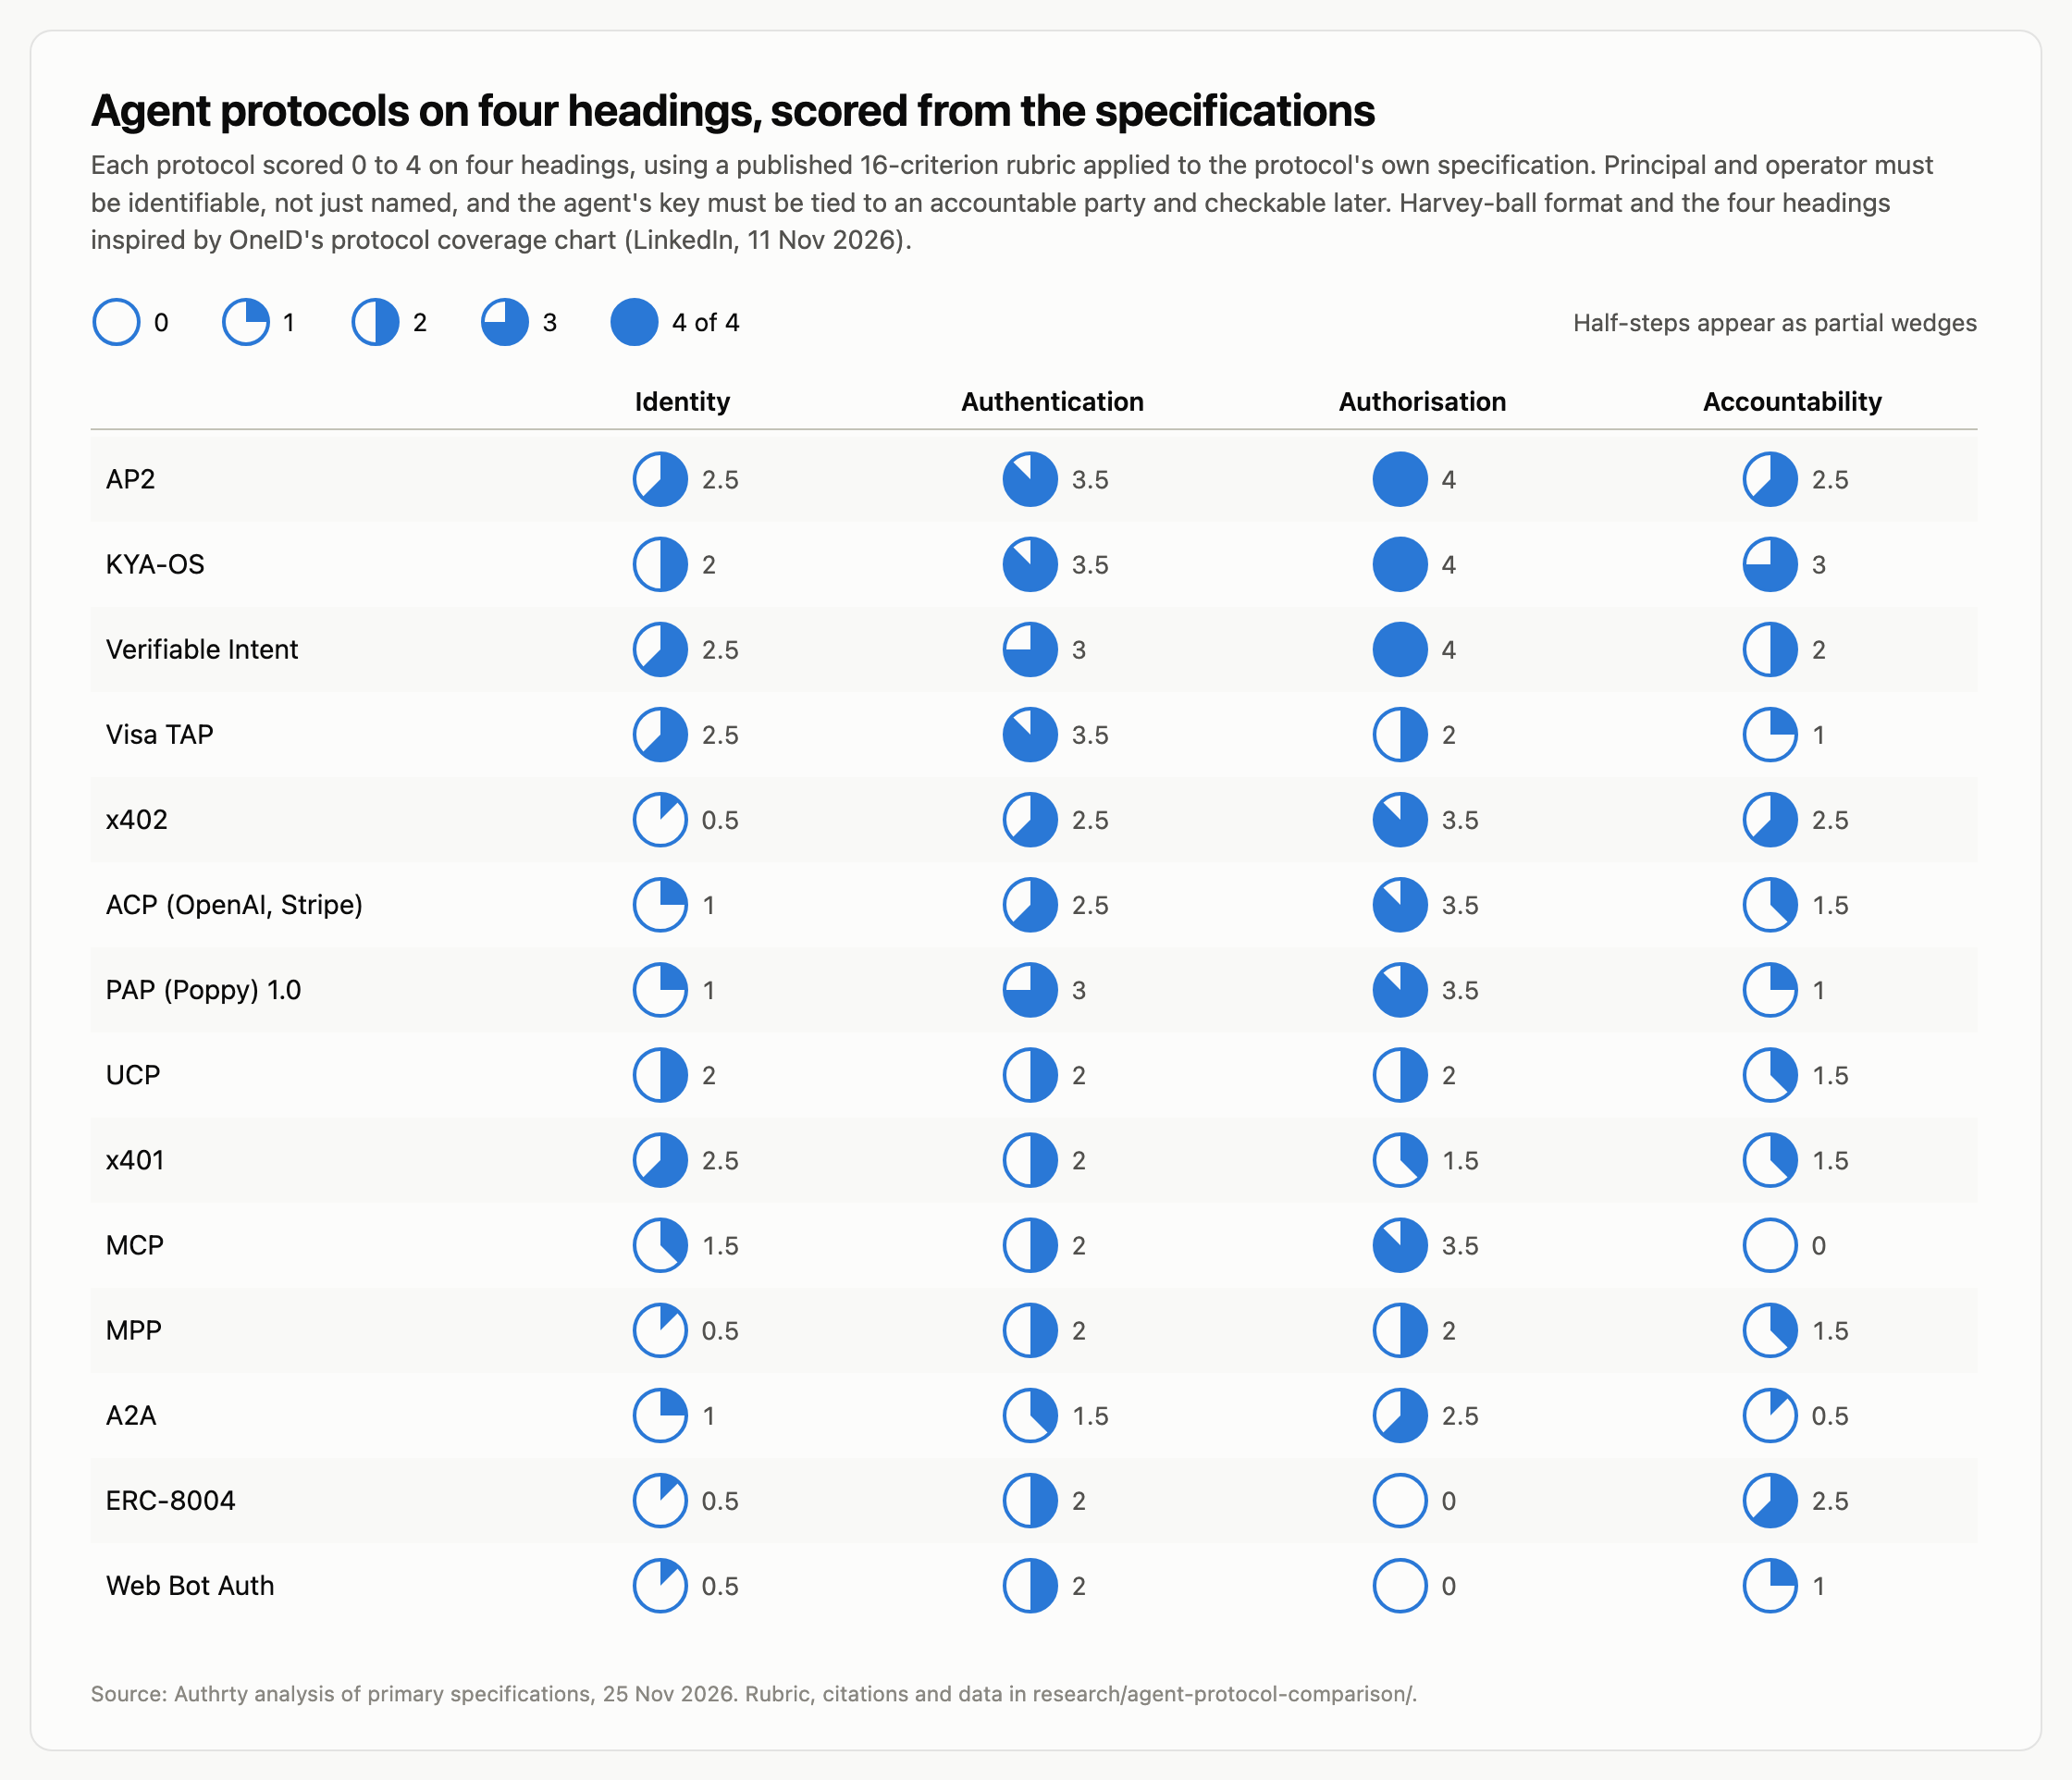 Agent protocols on four headings, scored from the specifications
Each protocol scored 0 to 4 on four headings, using a published 16-criterion rubric applied to the protocol's own specification. Principal and operator must
be identifiable, not just named, and the agent's key must be tied to an accountable party and checkable later. Harvey-ball format and the four headings
inspired by OneID's protocol coverage chart (LinkedIn, 11 Nov 2026).
0 1 2 3 4 of 4 Half-steps appear as partial wedges
Identity Authentication Authorisation Accountability
AP2 2.5 3.5 4 2.5
KYA-OS 2 3.5 4 3
Verifiable Intent 2.5 3 4 2
Visa TAP 2.5 3.5 2 1
x402 0.5 2.5 3.5 2.5
ACP (OpenAI, Stripe) 1 2.5 3.5 1.5
PAP (Poppy) 1.0 1 3 3.5 1
UCP 2 2 2 1.5
x401 2.5 2 1.5 1.5
MCP 1.5 2 3.5 0
MPP 0.5 2 2 1.5
A2A 1 1.5 2.5 0.5
ERC-8004 0.5 2 0 2.5
Web Bot Auth 0.5 2 0 1
Source: Authrty analysis of primary specifications, 25 Nov 2026. Rubric, citations and data in research/agent-protocol-comparison/.